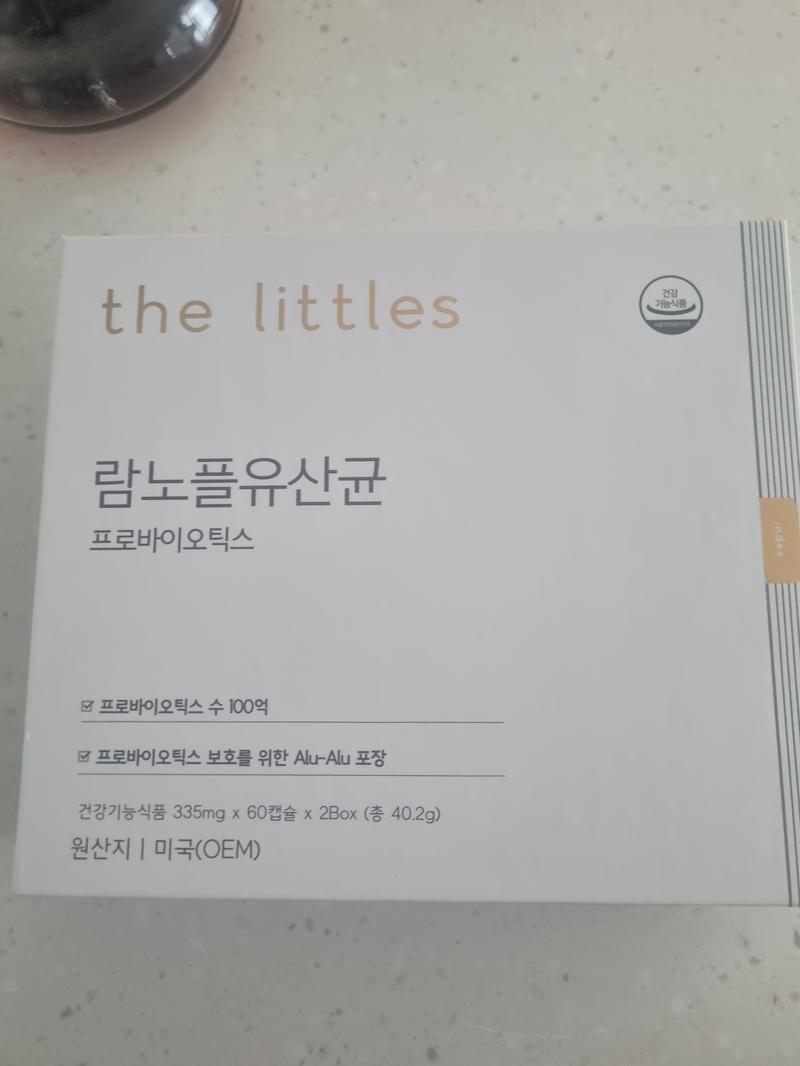 the littles
건강
기능식품
람노플유산균
프로바이오틱스
index
프로바이오틱스 수 100억
프로바이오틱스 보호를 위한 Alu-Alu 포장
건강기능식품 335mg x 60캡슐 x 2Box (총 40.2g)
원산지 | 미국(OEM)